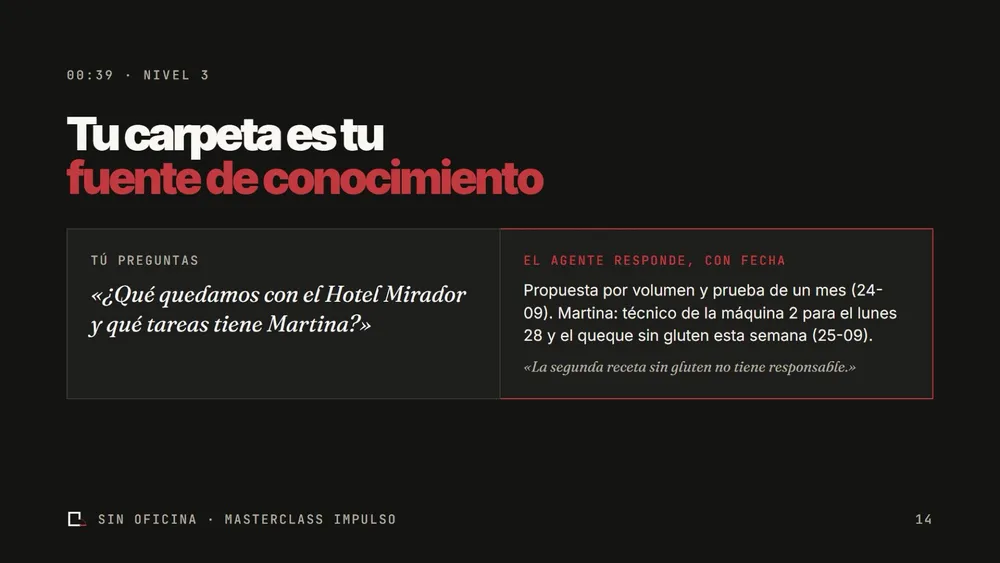 00:39 · NIVEL 3
Tu carpeta es tu
fuente de conocimiento
TÚ PREGUNTAS
«¿Qué quedamos con el Hotel Mirador
y qué tareas tiene Martina?»
EL AGENTE RESPONDE, CON FECHA
Propuesta por volumen y prueba de un mes (24-
09). Martina: técnico de la máquina 2 para el lunes
28 y el queque sin gluten esta semana (25-09).
«La segunda receta sin gluten no tiene responsable.»
SIN OFICINA · MASTERCLASS IMPULSO
14